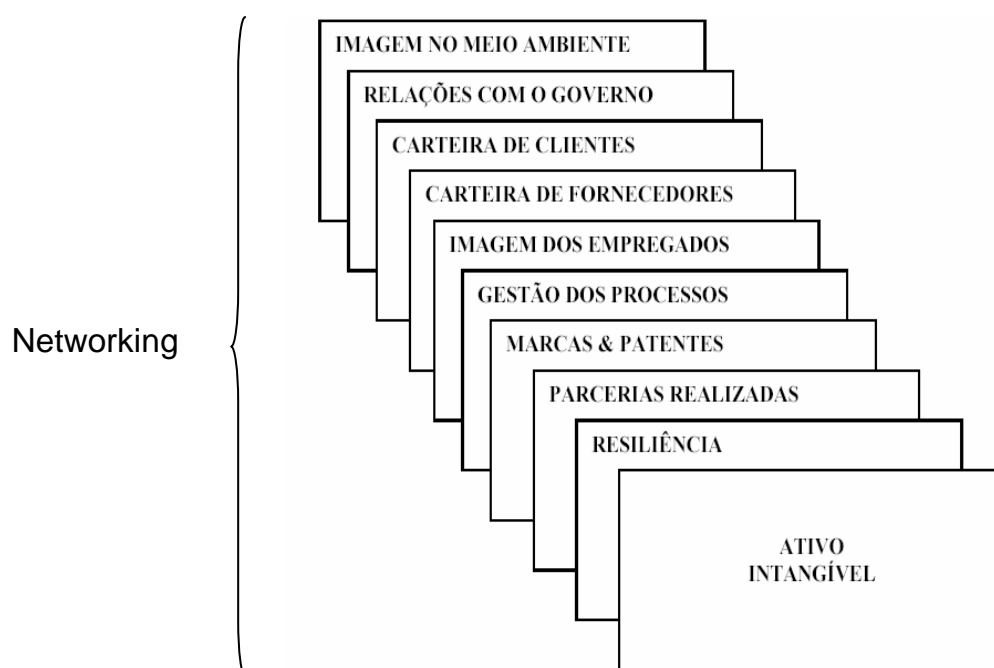 IMAGEM NO MEIO AMBIENTE
RELAÇÕES COM O GOVERNO
CARTEIRA DE CLIENTES
CARTEIRA DE FORNECEDORES
IMAGEM DOS EMPREGADOS
GESTÃO DOS PROCESSOS
Networking
MARCAS & PATENTES
PARCERIAS REALIZADAS
RESILIÊNCIA
ATIVO
INTANGÍVEL